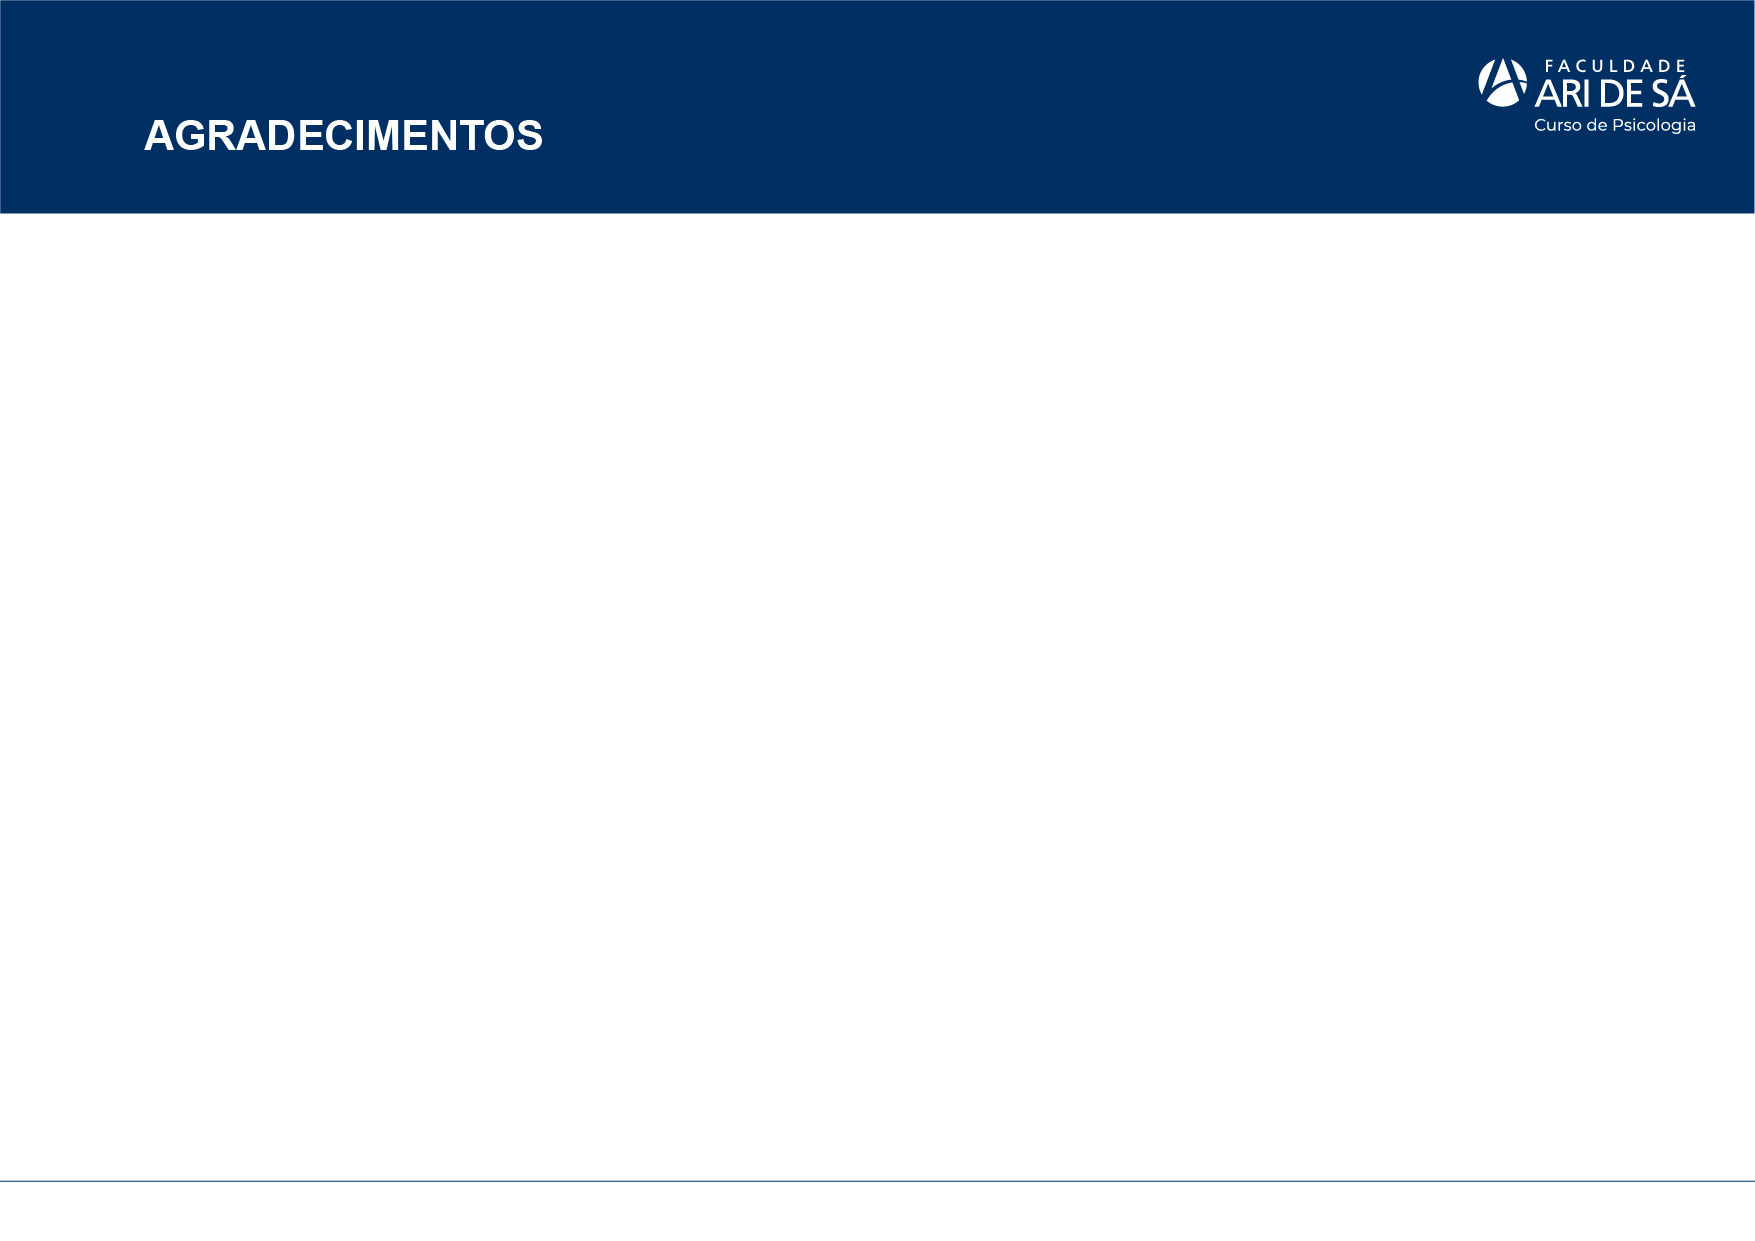 FACULDADE
ARI DE SÁ
Curso de Psicologia
AGRADECIMENTOS